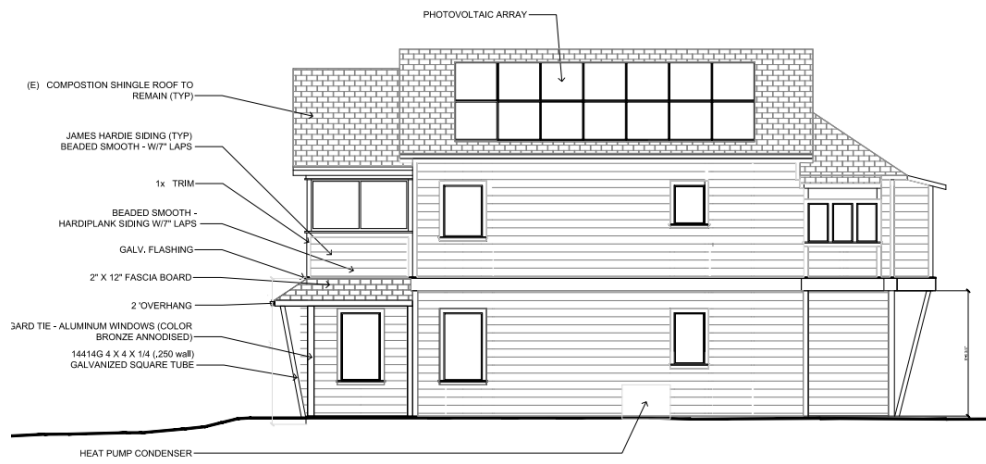 PHOTOVOLTAIC ARRAY
(E) COMPOSTION SHINGLE ROOF TO
REMAIN (TYP)
JAMES HARDIE SIDING (TYP)
BEADED SMOOTH - W/7" LAPS
1x TRIM
BEADED SMOOTH -
HARDIPLANK SIDING W/7" LAPS
GALV. FLASHING
2" X 12" FASCIA BOARD
2 'OVERHANG
GARD TIE - ALUMINUM WINDOWS (COLOR
BRONZE ANNODISED)
14414G 4 X 4 X 1/4 (,250 wall)
GALVANIZED SQUARE TUBE
HEAT PUMP CONDENSER